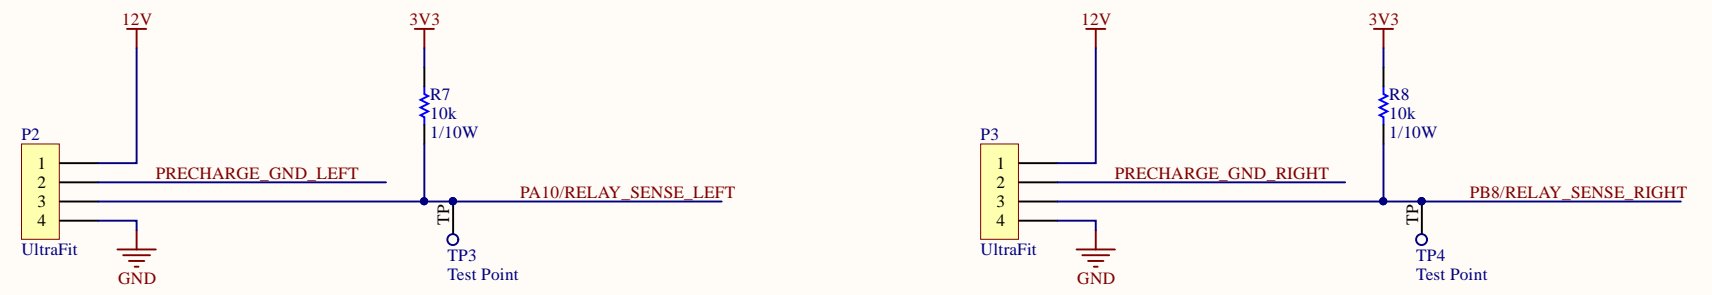 12V
3V3
R7
10k
1/10W
P2
1
2
3
4
PRECHARGE_GND_LEFT
PA10/RELAY_SENSE_LEFT
TP
UltraFit
GND
TP3
Test Point
12V
3V3
R8
10k
1/10W
P3
1
2
3
4
PRECHARGE_GND_RIGHT
PB8/RELAY_SENSE_RIGHT
TP
UltraFit
GND
TP4
Test Point